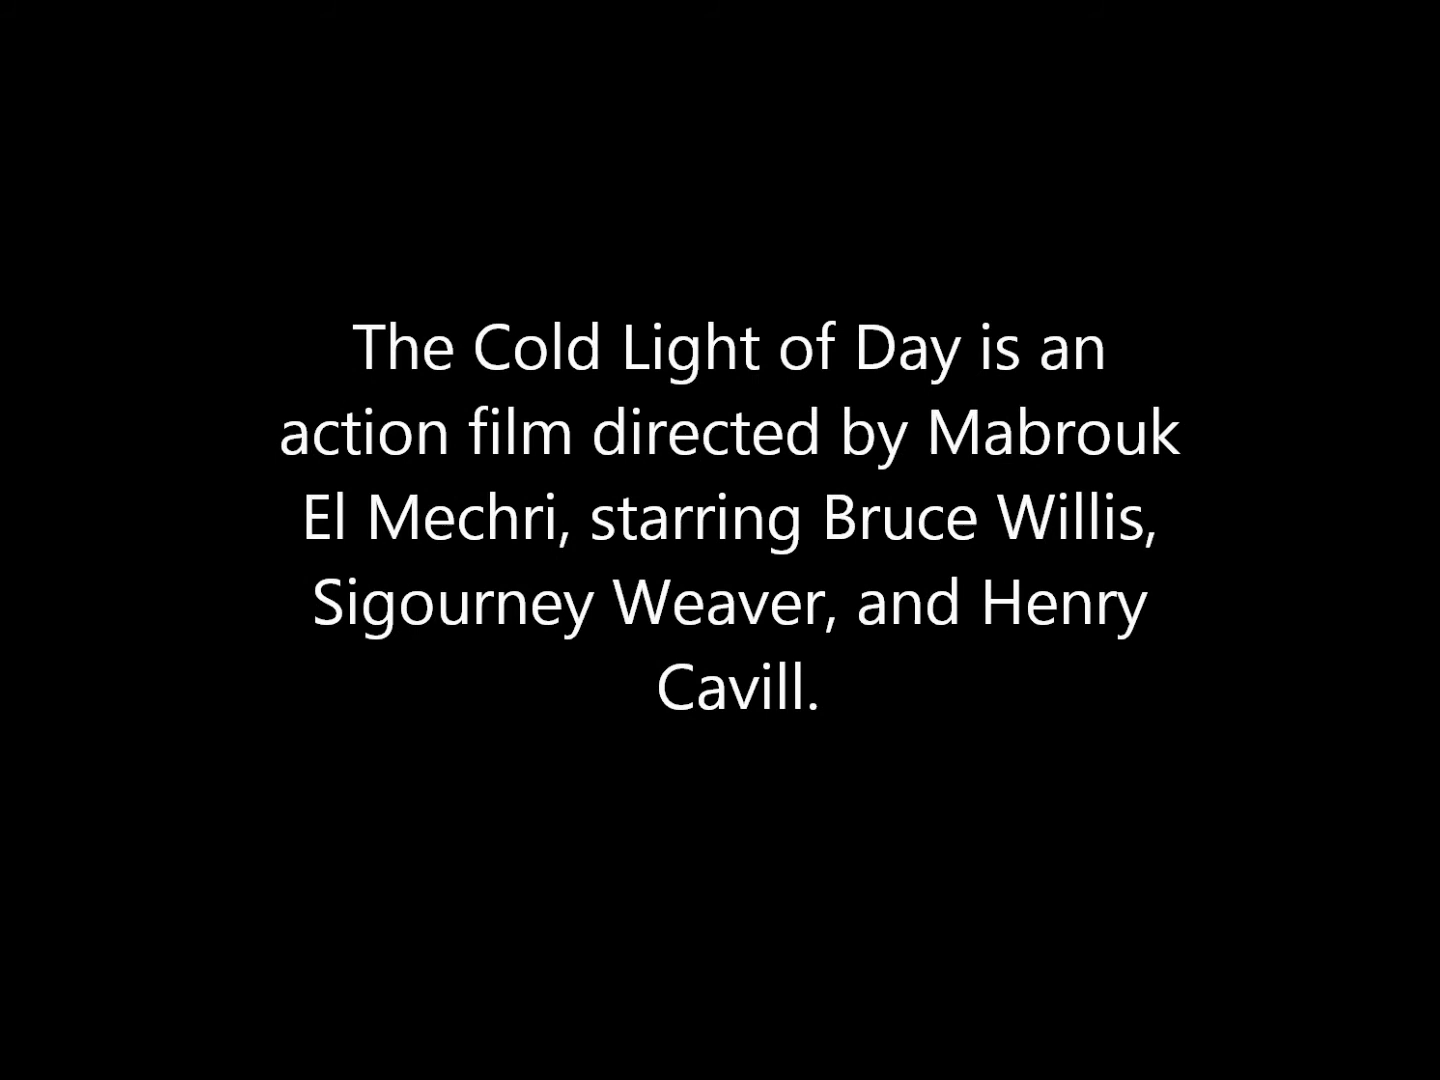 The Cold Light of Day is an
action film directed by Mabrouk
El Mechri, starring Bruce Willis,
Sigourney Weaver, and Henry
Cavill.